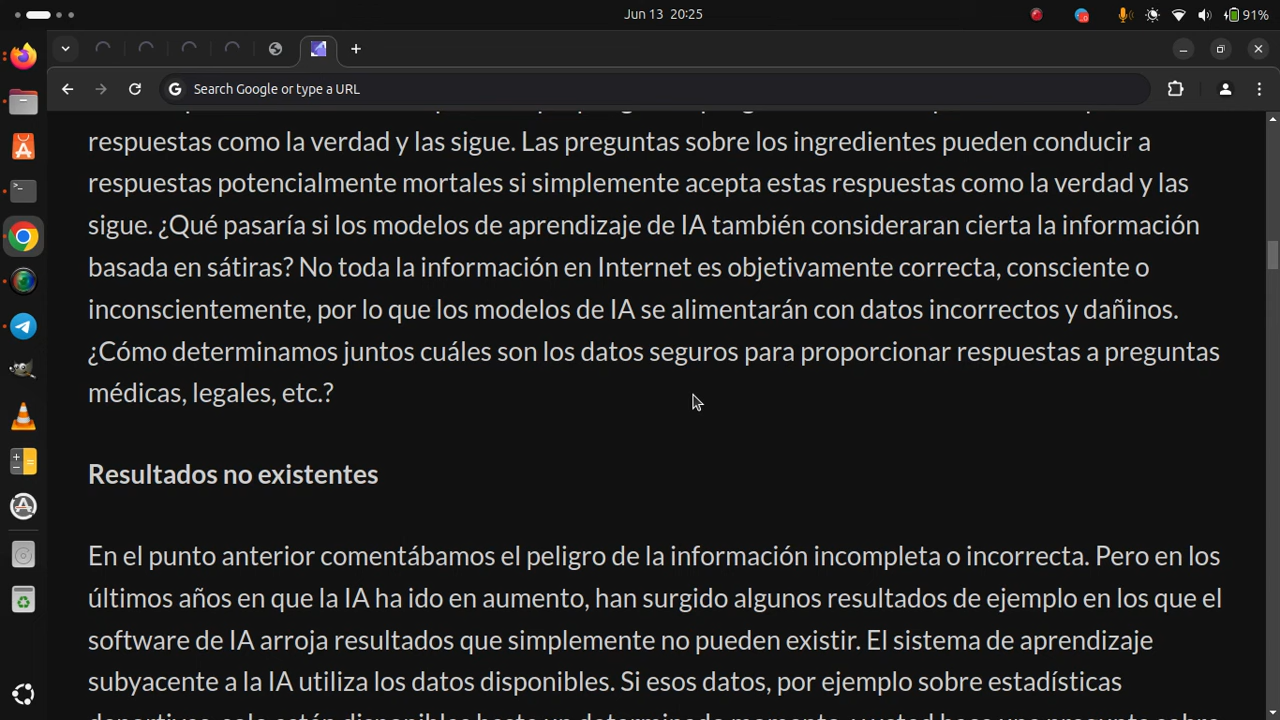 Jun 13 20:25
91%
Search Google or type a URL
respuestas como la verdad y las sigue. Las preguntas sobre los ingredientes pueden conducir a
respuestas potencialmente mortales si simplemente acepta estas respuestas como la verdad y las
sigue. ¿Qué pasaría si los modelos de aprendizaje de IA también consideraran cierta la información
basada en sátiras? No toda la información en Internet es objetivamente correcta, consciente o
inconscientemente, por lo que los modelos de IA se alimentarán con datos incorrectos y dañinos.
¿Cómo determinamos juntos cuáles son los datos seguros para proporcionar respuestas a preguntas
médicas, legales, etc.?
Resultados no existentes
En el punto anterior comentábamos el peligro de la información incompleta o incorrecta. Pero en los
últimos años en que la IA ha ido en aumento, han surgido algunos resultados de ejemplo en los que el
software de IA arroja resultados que simplemente no pueden existir. El sistema de aprendizaje
subyacente a la IA utiliza los datos disponibles. Si esos datos, por ejemplo sobre estadísticas